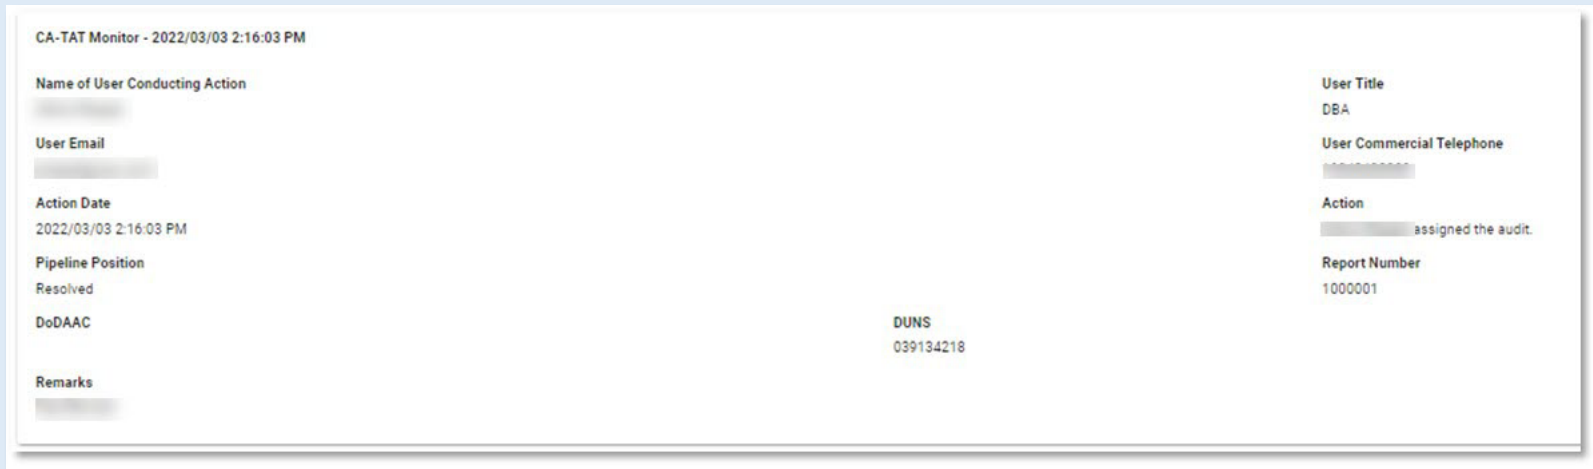 CA-TAT Monitor - 2022/03/03 2:16:03 PM
Name of User Conducting Action
User Title
DBA
User Email
User Commercial Telephone
Action Date
2022/03/03 2:16:03 PM
Action
assigned the audit.
Pipeline Position
Resolved
Report Number
1000001
DoDAAC
DUNS
039134218
Remarks